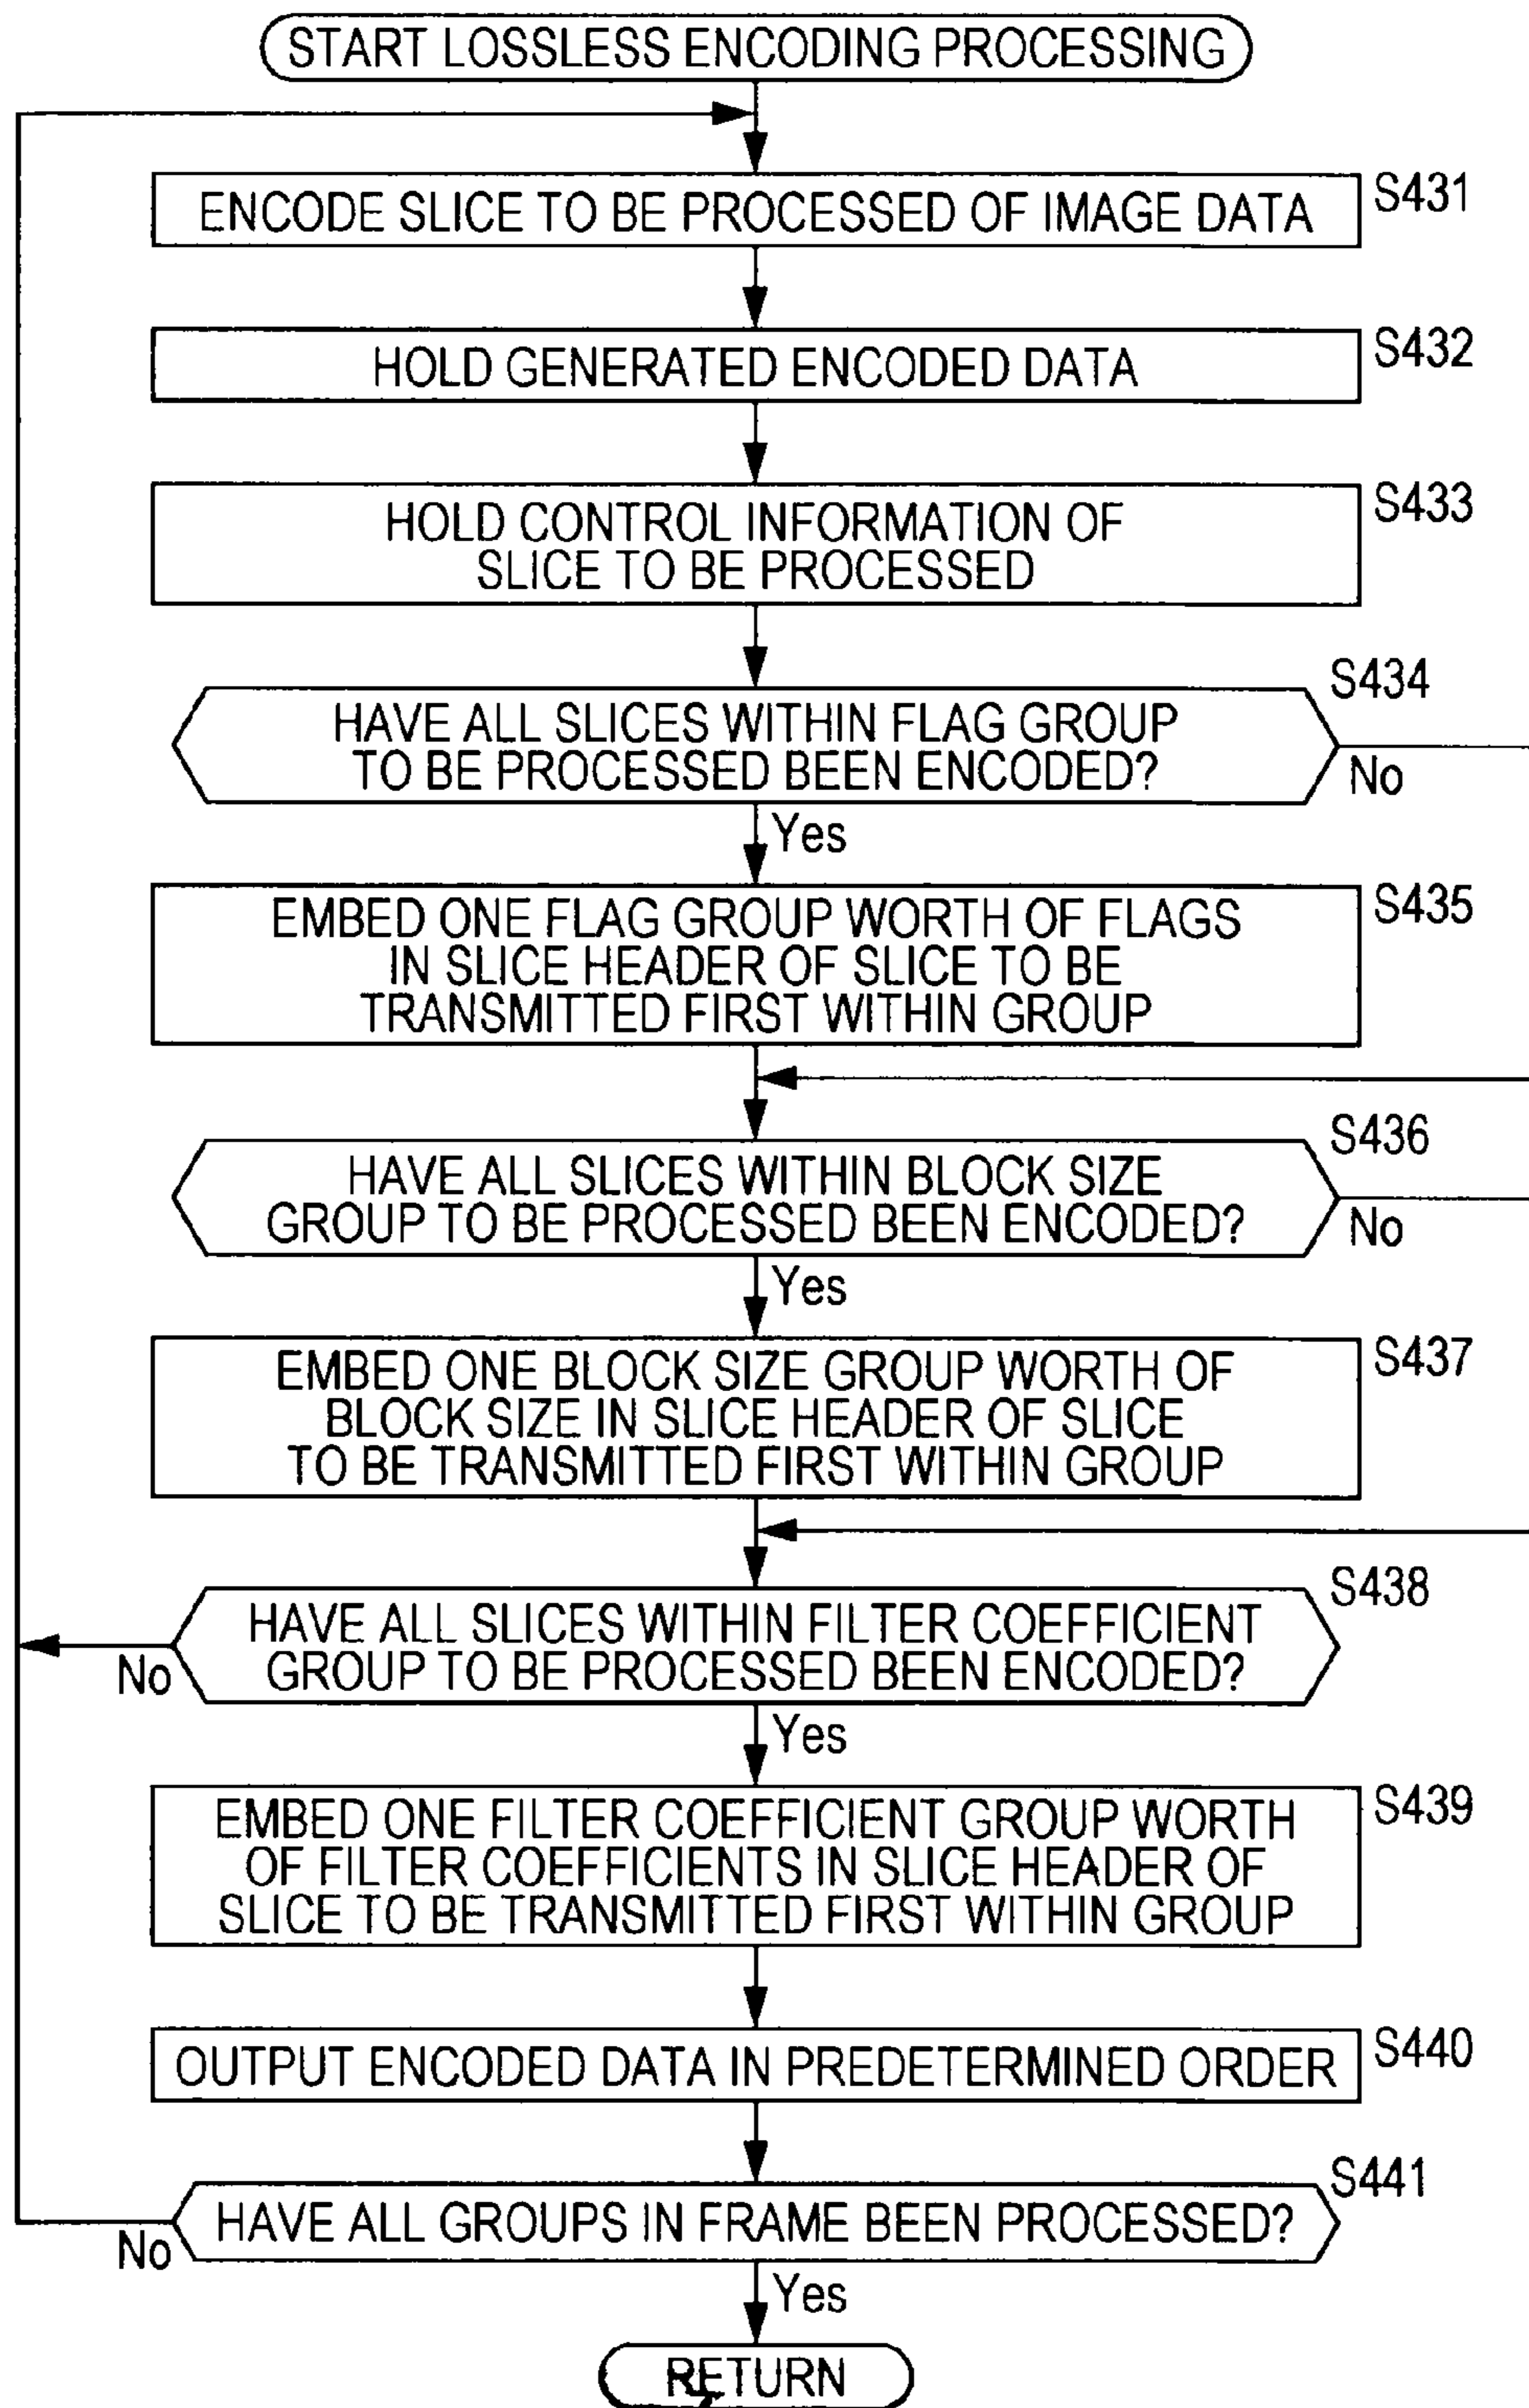 START LOSSLESS ENCODING PROCESSING
ENCODE SLICE TO BE PROCESSED OF IMAGE DATA
S431
HOLD GENERATED ENCODED DATA
S432
HOLD CONTROL INFORMATION OF
SLICE TO BE PROCESSED
S433
HAVE ALL SLICES WITHIN FLAG GROUP
TO BE PROCESSED BEEN ENCODED?
S434
No
Yes
EMBED ONE FLAG GROUP WORTH OF FLAGS
IN SLICE HEADER OF SLICE TO BE
TRANSMITTED FIRST WITHIN GROUP
S435
HAVE ALL SLICES WITHIN BLOCK SIZE
GROUP TO BE PROCESSED BEEN ENCODED?
S436
No
Yes
EMBED ONE BLOCK SIZE GROUP WORTH OF
BLOCK SIZE IN SLICE HEADER OF SLICE
TO BE TRANSMITTED FIRST WITHIN GROUP
S437
HAVE ALL SLICES WITHIN FILTER COEFFICIENT
GROUP TO BE PROCESSED BEEN ENCODED?
S438
No
Yes
EMBED ONE FILTER COEFFICIENT GROUP WORTH
OF FILTER COEFFICIENTS IN SLICE HEADER OF
SLICE TO BE TRANSMITTED FIRST WITHIN GROUP
S439
OUTPUT ENCODED DATA IN PREDETERMINED ORDER
S440
HAVE ALL GROUPS IN FRAME BEEN PROCESSED?
S441
No
Yes
RETURN